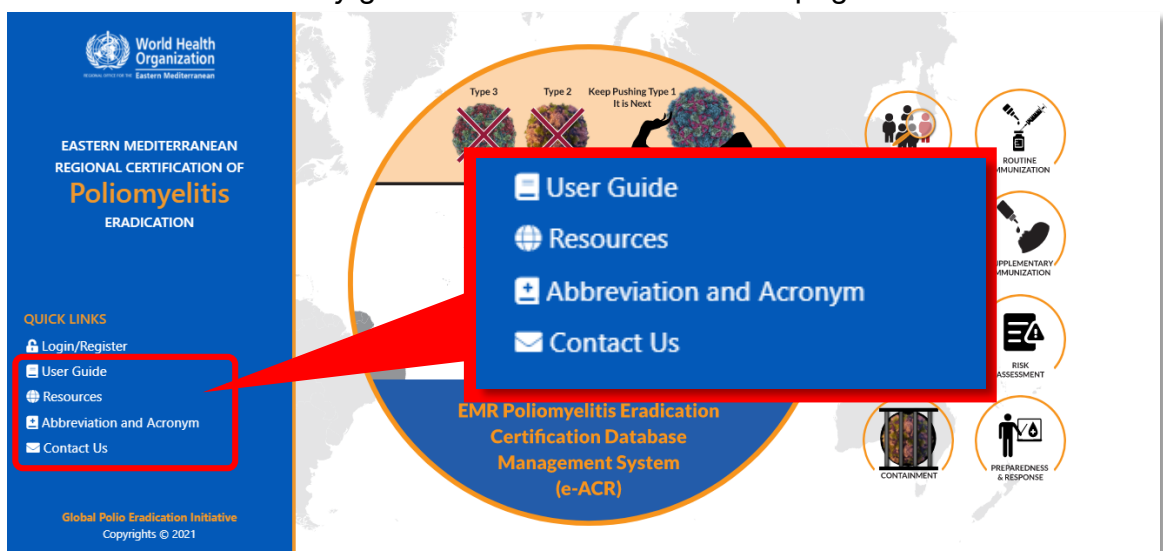 World Health
Organization
REGIONAL OFFICE FOR THE Eastern Mediterranean
EASTERN MEDITERRANEAN
REGIONAL CERTIFICATION OF
Poliomyelitis
ERADICATION
QUICK LINKS
Login/Register
User Guide
Resources
Abbreviation and Acronym
Contact Us
Global Polio Eradication Initiative
Copyrights © 2021
Type 3
Type 2
Keep Pushing Type 1
It is Next
User Guide
Resources
Abbreviation and Acronym
Contact Us
EMR Poliomyelitis Eradication
Certification Database
Management System
(e-ACR)
ROUTINE
MMUNIZATION
PPLEMENTARY
MMUNIZATION
RISK
ASSESSMENT
CONTAINMENT
PREPAREDNESS
& RESPONSE